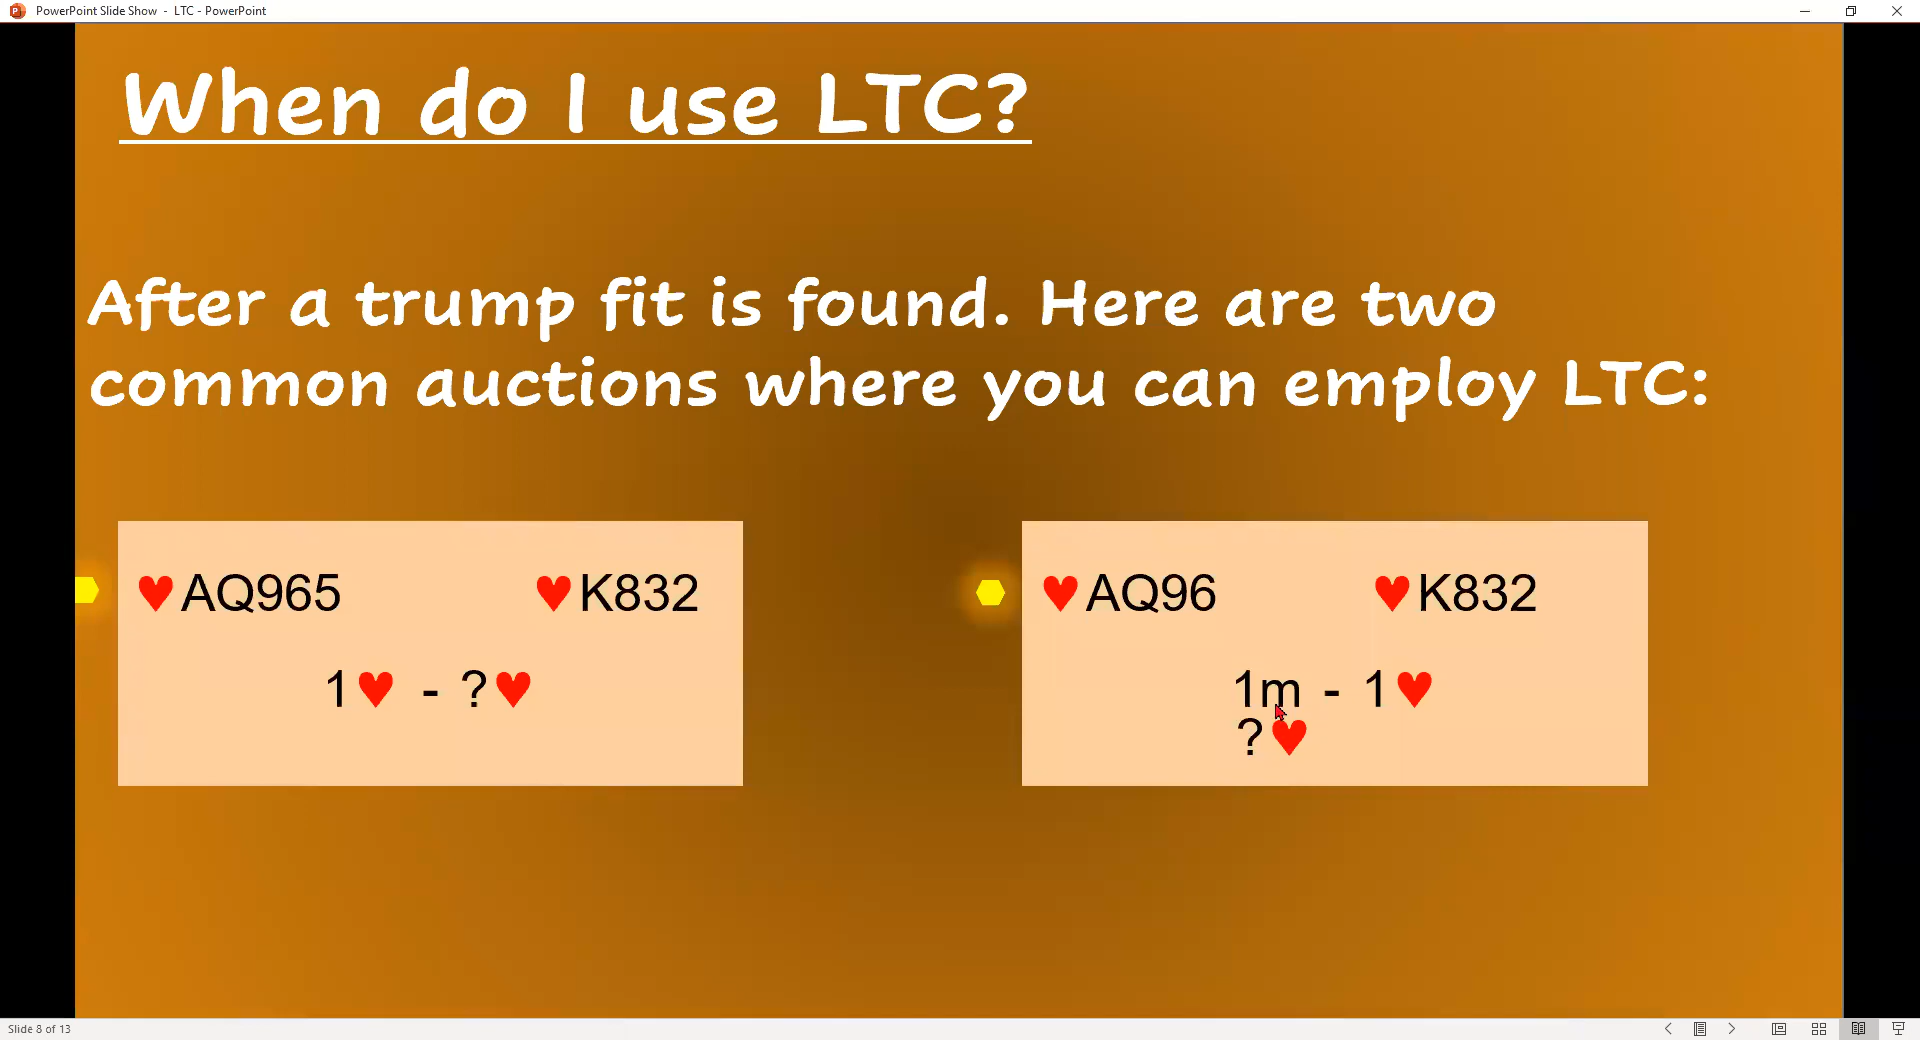 PowerPoint Slide Show - LTC - PowerPoint
When do I use LTC?
After a trump fit is found. Here are two
common auctions where you can employ LTC:
♥AQ965 ♥K832
1♥ - ?♥
♥AQ96 ♥K832
1m - 1♥
?♥
Slide 8 of 13